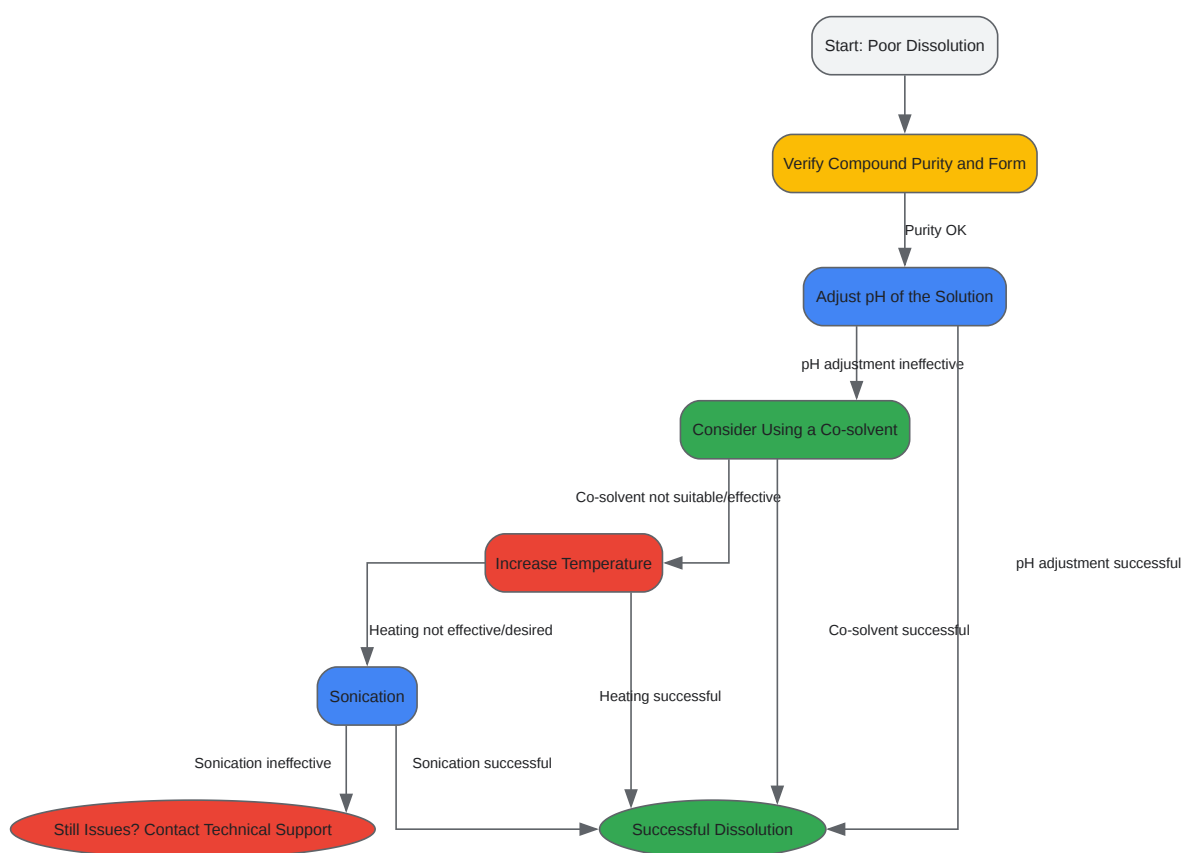 Start: Poor Dissolution
Verify Compound Purity and Form
Purity OK
Adjust pH of the Solution
pH adjustment ineffective
Consider Using a Co-solvent
Co-solvent not suitable/effective
Increase Temperature
pH adjustment successful
Heating not effective/desired
Co-solvent successful
Sonication
Heating successful
Sonication ineffective
Sonication successful
Still Issues? Contact Technical Support
Successful Dissolution